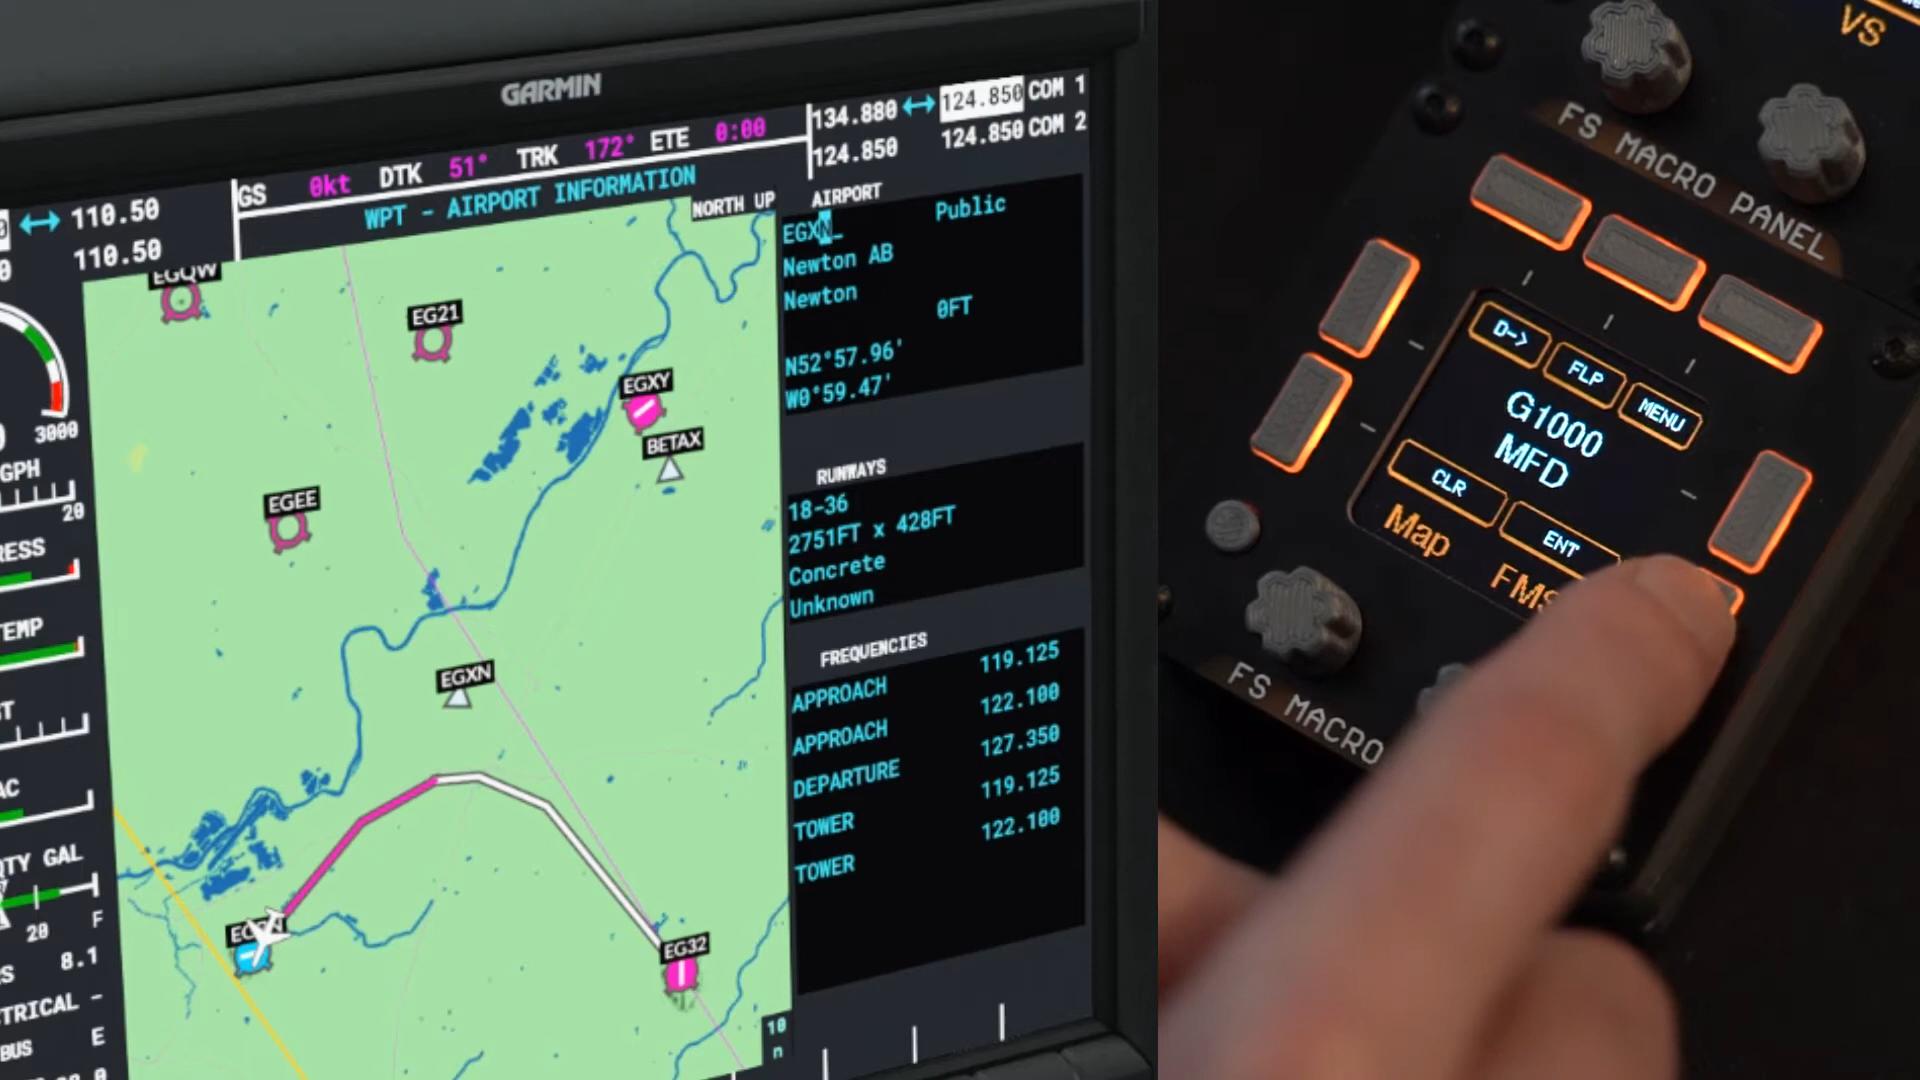 GARMIN
110.50
110.50
GS 0kt DTK 51° TRK 172° ETE 0:00
WPT - AIRPORT INFORMATION
134.880 124.850 COM 1
124.850 124.850 COM 2
NORTH UP
EGQW
EG21
EGXY
BETAX
EGEE
EGXN
EG32
10
n
AIRPORT
EGXN_ Public
Newton AB
Newton
0FT
N52°57.96'
W0°59.47'
RUNWAYS
18-36
2751FT x 428FT
Concrete
Unknown
FREQUENCIES
APPROACH 119.125
APPROACH 122.100
DEPARTURE 127.350
TOWER 119.125
TOWER 122.100
3000
GPH
20
RESS
TEMP
AC
QTY GAL
20 F
8.1
TRICAL -
BUS E
VS
FS MACRO PANEL
D->
FLP
MENU
G1000
MFD
CLR
ENT
Map
FMS
FS MACRO